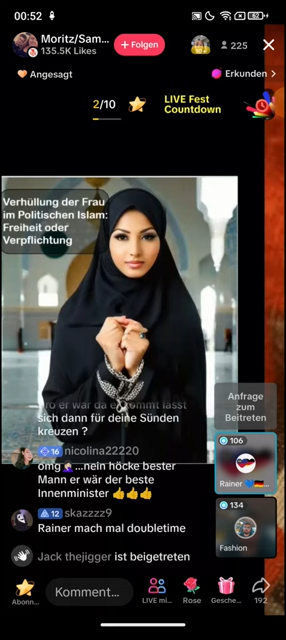 00:52
62
Moritz/Sam...
135.5K Likes
+ Folgen
225
Angesagt
Erkunden >
2/10
LIVE Fest
Countdown
Verhüllung der Frau
im Politischen Islam:
Freiheit oder
Verpflichtung
sich dann für deine Sünden
kreuzen ?
Anfrage
zum
Beitreten
16 nicolina22220
omg 🤦🏻‍♀️...nein höcke bester
Mann er wär der beste
Innenminister 👍👍👍
106
Rainer 💙🇩🇪...
12 skazzzz9
Rainer mach mal doubletime
134
Fashion
Jack thejigger ist beigetreten
Abonn...
Kommentar...
LIVE mi...
Rose
Gesche...
192